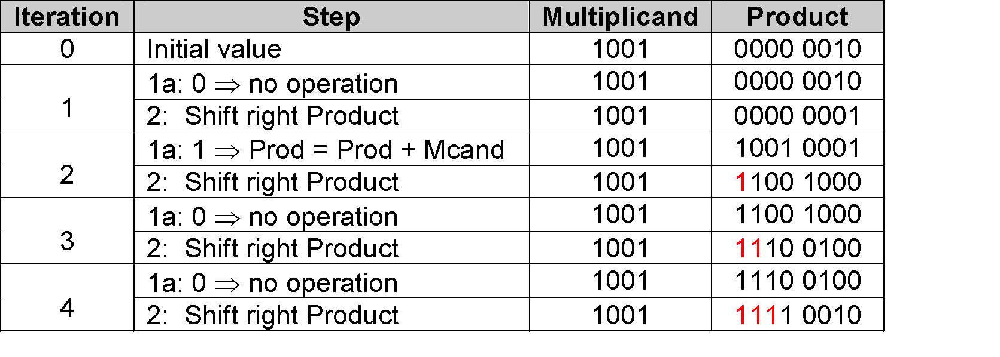 Iteration Step Multiplicand Product
0 Initial value 1001 0000 0010
1a: 0 ⇒ no operation 1001 0000 0010
1
2: Shift right Product 1001 0000 0001
1a: 1 ⇒ Prod = Prod + Mcand 1001 1001 0001
2
2: Shift right Product 1001 1100 1000
1a: 0 ⇒ no operation 1001 1100 1000
3
2: Shift right Product 1001 1110 0100
1a: 0 ⇒ no operation 1001 1110 0100
4
2: Shift right Product 1001 1111 0010